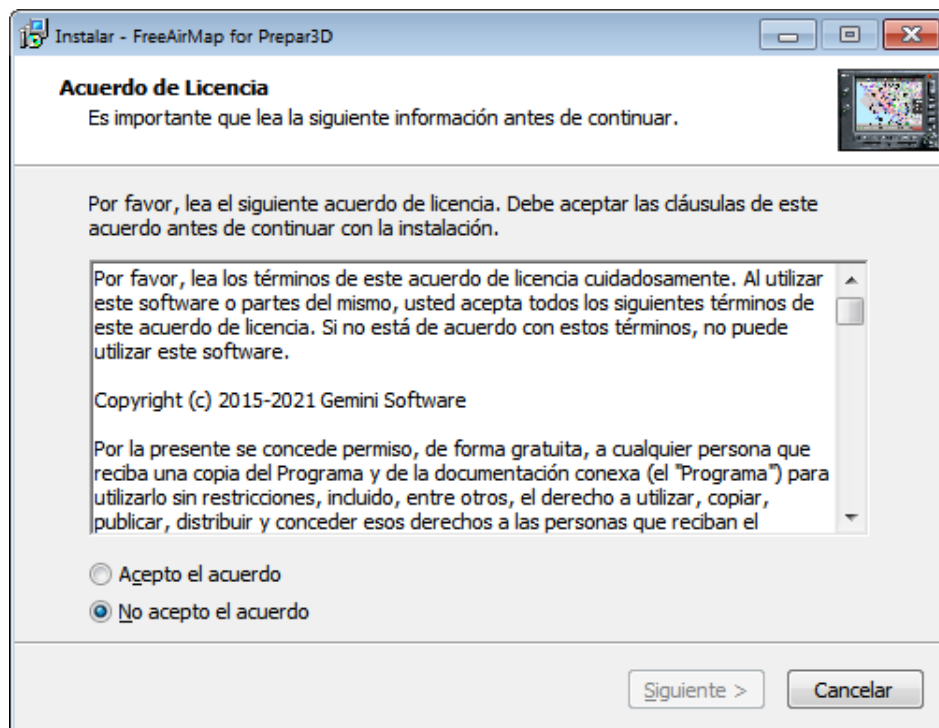 Instalar - FreeAirMap for Prepar3D
Acuerdo de Licencia
Es importante que lea la siguiente información antes de continuar.
Por favor, lea el siguiente acuerdo de licencia. Debe aceptar las cláusulas de este
acuerdo antes de continuar con la instalación.
Por favor, lea los términos de este acuerdo de licencia cuidadosamente. Al utilizar
este software o partes del mismo, usted acepta todos los siguientes términos de
este acuerdo de licencia. Si no está de acuerdo con estos términos, no puede
utilizar este software.
Copyright (c) 2015-2021 Gemini Software
Por la presente se concede permiso, de forma gratuita, a cualquier persona que
reciba una copia del Programa y de la documentación conexa (el "Programa") para
utilizarlo sin restricciones, incluido, entre otros, el derecho a utilizar, copiar,
publicar, distribuir y conceder esos derechos a las personas que reciban el
Acepto el acuerdo
No acepto el acuerdo
Siguiente >
Cancelar